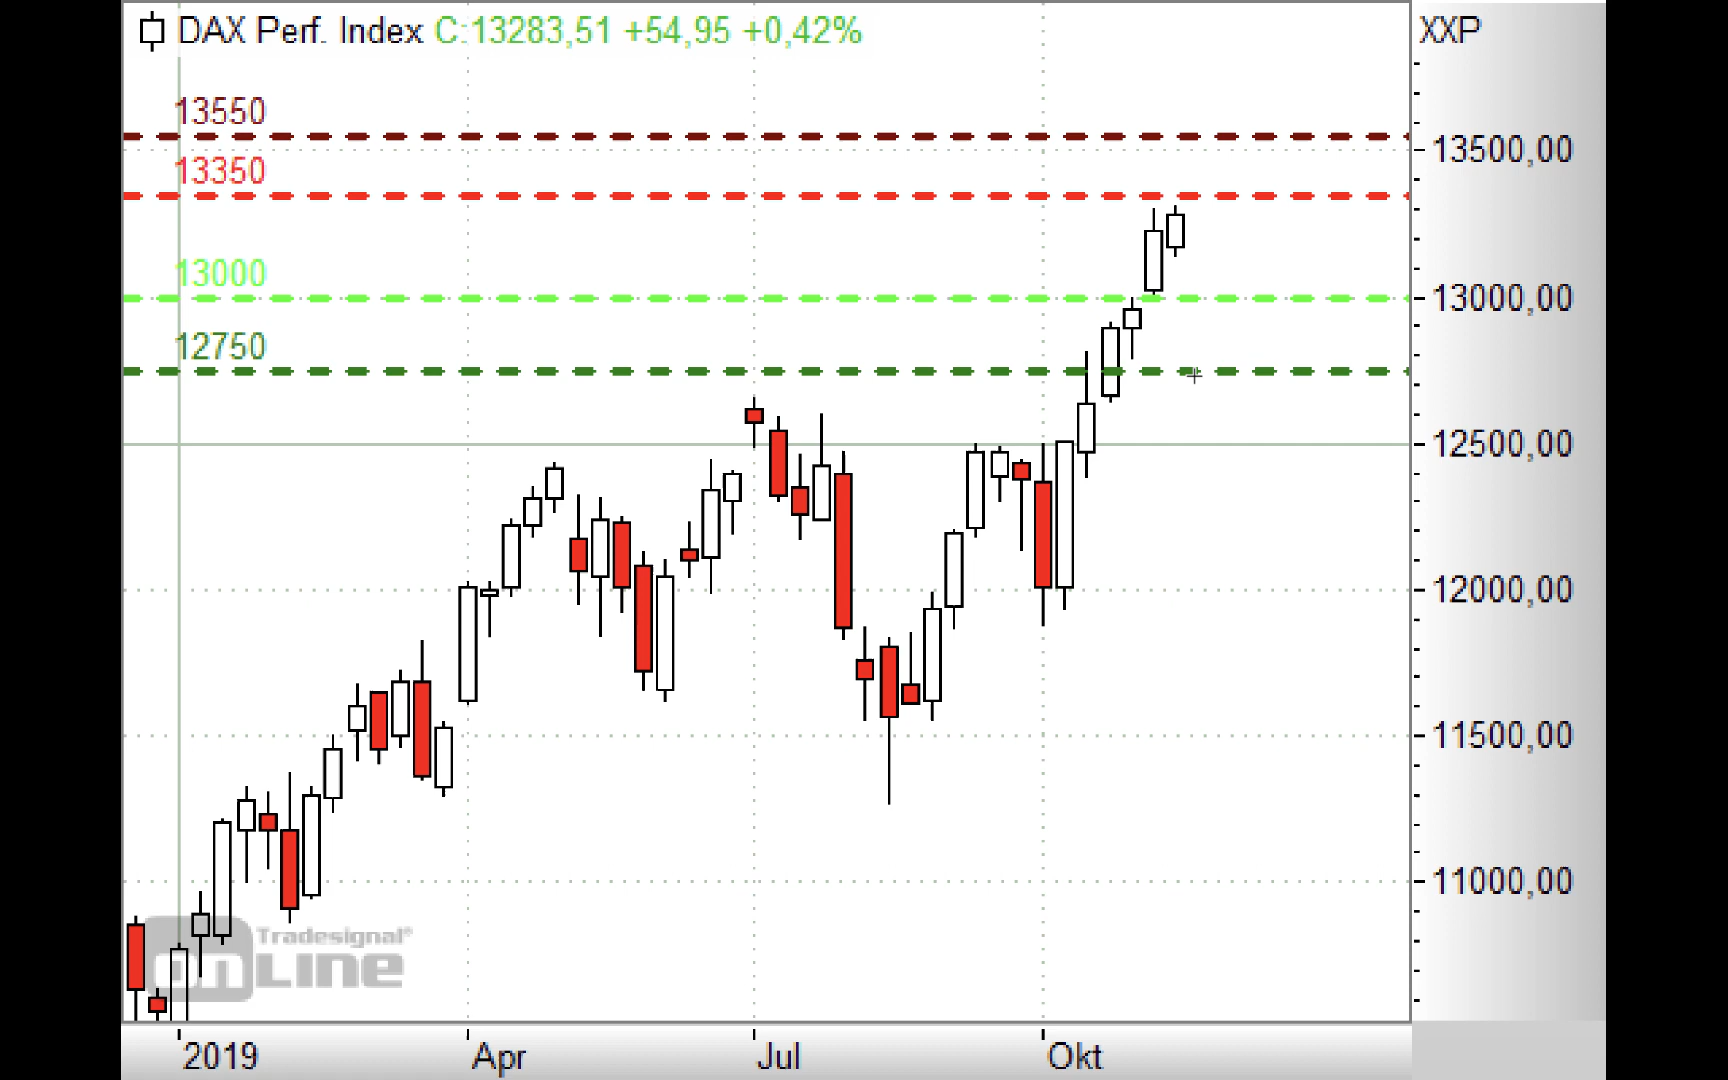 DAX Perf. Index C:13283,51 +54,95 +0,42%
XXP
13550
13500,00
13350
13000
13000,00
12750
12500,00
12000,00
11500,00
11000,00
Tradesignal®
ONLINE
2019
Apr
Jul
Okt